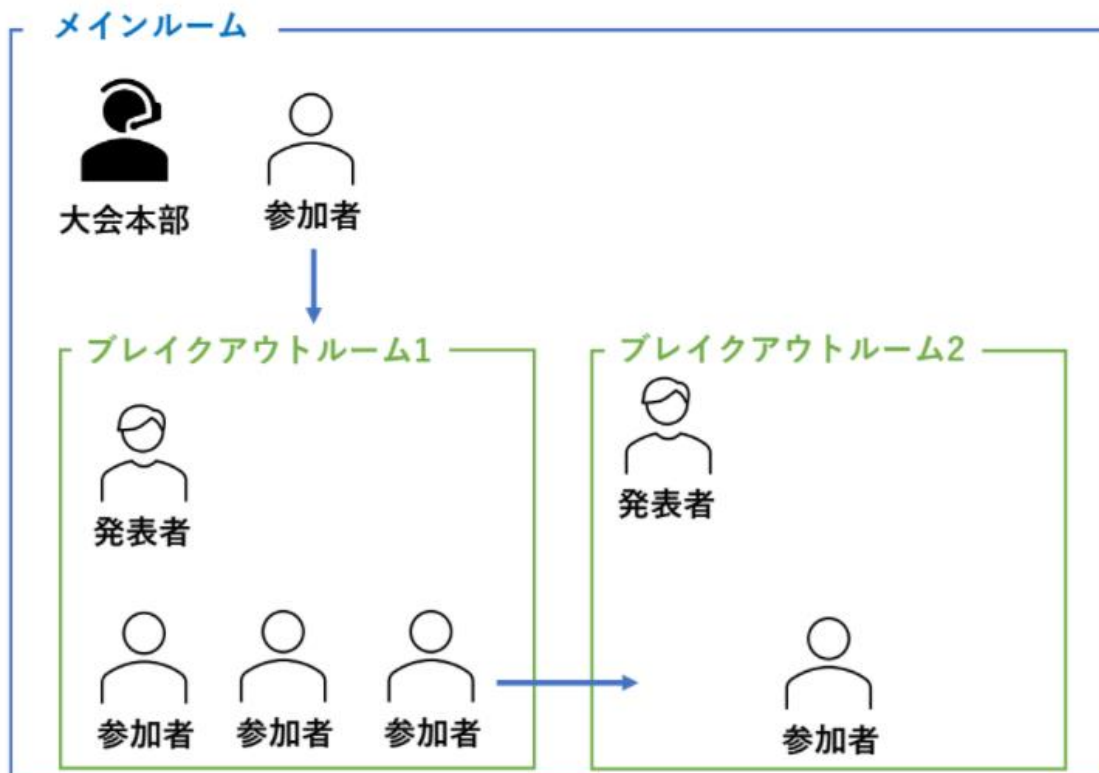 メインルーム
大会本部
参加者
ブレイクアウトルーム1
発表者
参加者 参加者 参加者
ブレイクアウトルーム2
発表者
参加者